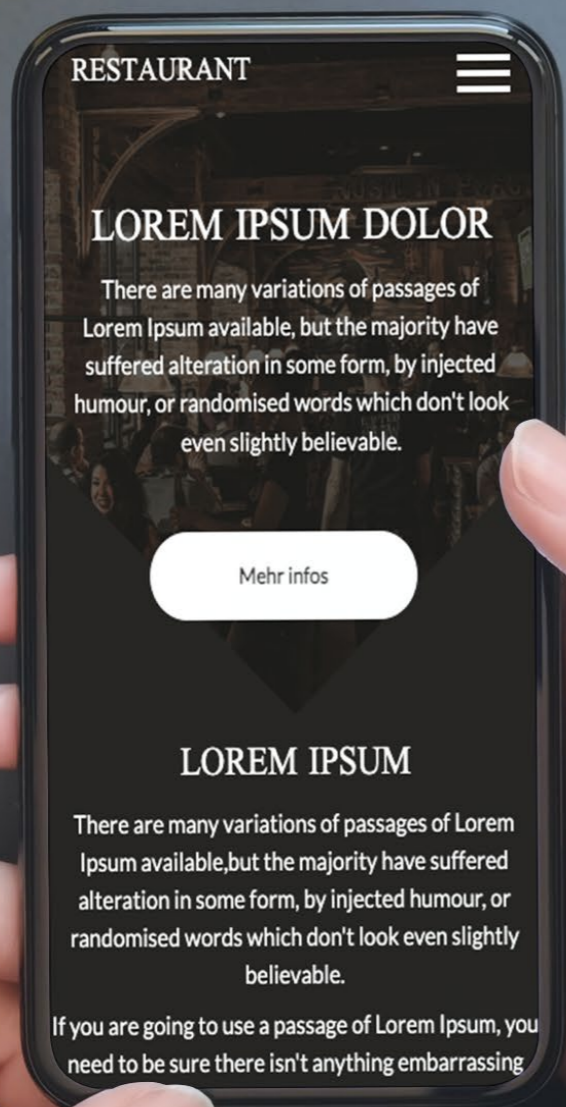 RESTAURANT
LOREM IPSUM DOLOR
There are many variations of passages of
Lorem Ipsum available, but the majority have
suffered alteration in some form, by injected
humour, or randomised words which don't look
even slightly believable.
Mehr infos
LOREM IPSUM
There are many variations of passages of Lorem
Ipsum available,but the majority have suffered
alteration in some form, by injected humour, or
randomised words which don't look even slightly
believable.
If you are going to use a passage of Lorem Ipsum, you
need to be sure there isn't anything embarrassing